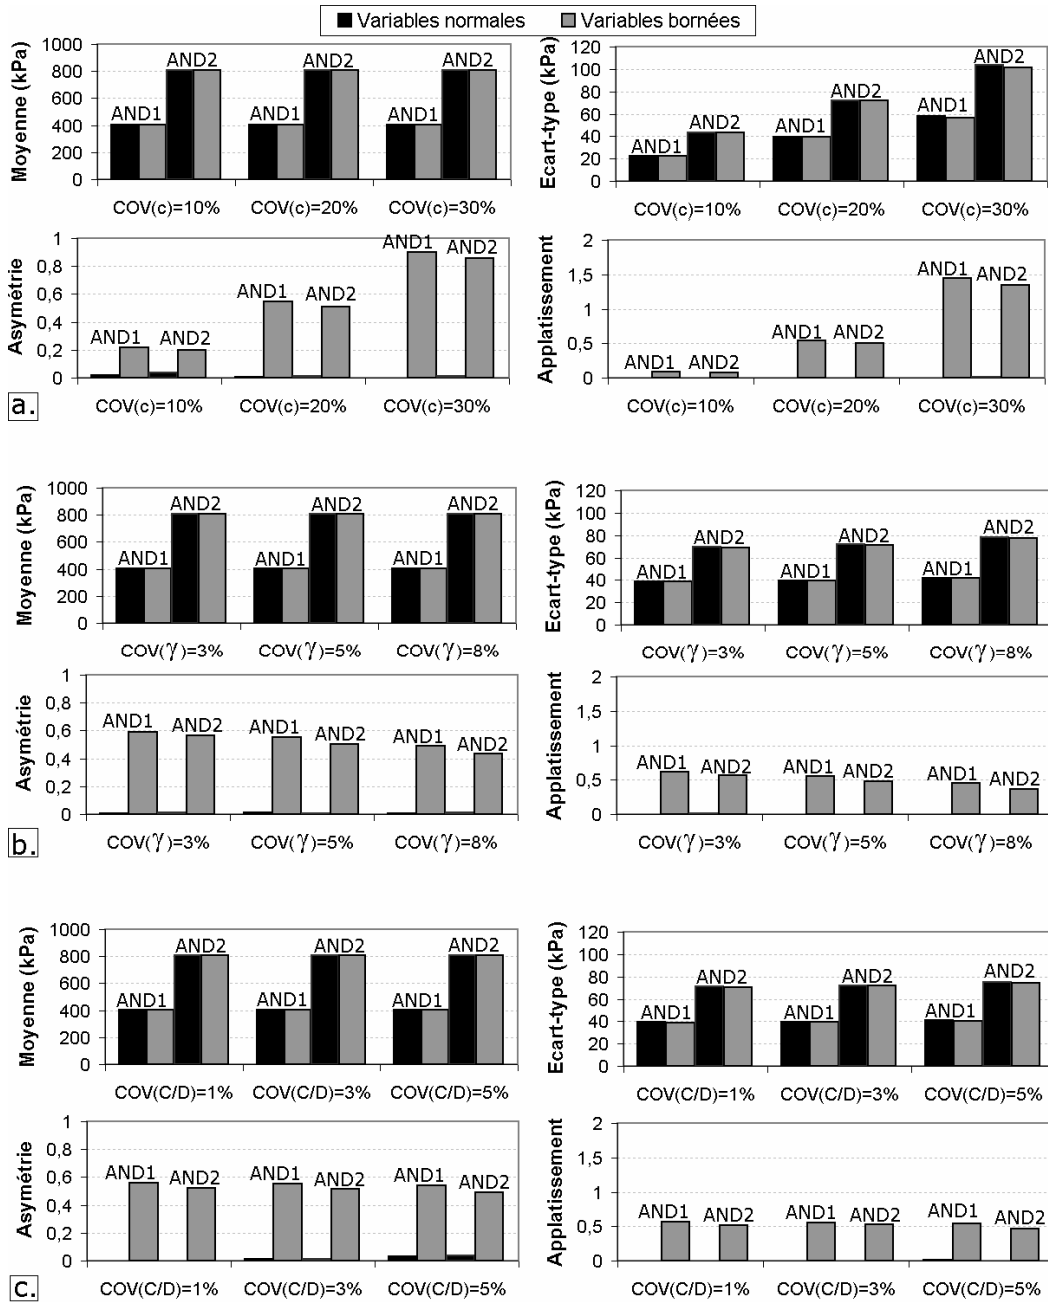 Variables normales Variables bornées
Moyenne (kPa)
1000
800
600
400
200
0
AND1 AND2 AND1 AND2 AND1 AND2
COV(c)=10% COV(c)=20% COV(c)=30%
Ecart-type (kPa)
120
100
80
60
40
20
0
AND1 AND2 AND1 AND2 AND1 AND2
COV(c)=10% COV(c)=20% COV(c)=30%
Asymétrie
1
0,8
0,6
0,4
0,2
0
AND1 AND2 AND1 AND2 AND1 AND2
COV(c)=10% COV(c)=20% COV(c)=30%
Applatissement
2
1,5
1
0,5
0
AND1 AND2 AND1 AND2 AND1 AND2
COV(c)=10% COV(c)=20% COV(c)=30%
a.
Moyenne (kPa)
1000
800
600
400
200
0
AND1 AND2 AND1 AND2 AND1 AND2
COV(γ)=3% COV(γ)=5% COV(γ)=8%
Ecart-type (kPa)
120
100
80
60
40
20
0
AND1 AND2 AND1 AND2 AND1 AND2
COV(γ)=3% COV(γ)=5% COV(γ)=8%
Asymétrie
1
0,8
0,6
0,4
0,2
0
AND1 AND2 AND1 AND2 AND1 AND2
COV(γ)=3% COV(γ)=5% COV(γ)=8%
Applatissement
2
1,5
1
0,5
0
AND1 AND2 AND1 AND2 AND1 AND2
COV(γ)=3% COV(γ)=5% COV(γ)=8%
b.
Moyenne (kPa)
1000
800
600
400
200
0
AND1 AND2 AND1 AND2 AND1 AND2
COV(C/D)=1% COV(C/D)=3% COV(C/D)=5%
Ecart-type (kPa)
120
100
80
60
40
20
0
AND1 AND2 AND1 AND2 AND1 AND2
COV(C/D)=1% COV(C/D)=3% COV(C/D)=5%
Asymétrie
1
0,8
0,6
0,4
0,2
0
AND1 AND2 AND1 AND2 AND1 AND2
COV(C/D)=1% COV(C/D)=3% COV(C/D)=5%
Applatissement
2
1,5
1
0,5
0
AND1 AND2 AND1 AND2 AND1 AND2
COV(C/D)=1% COV(C/D)=3% COV(C/D)=5%
c.